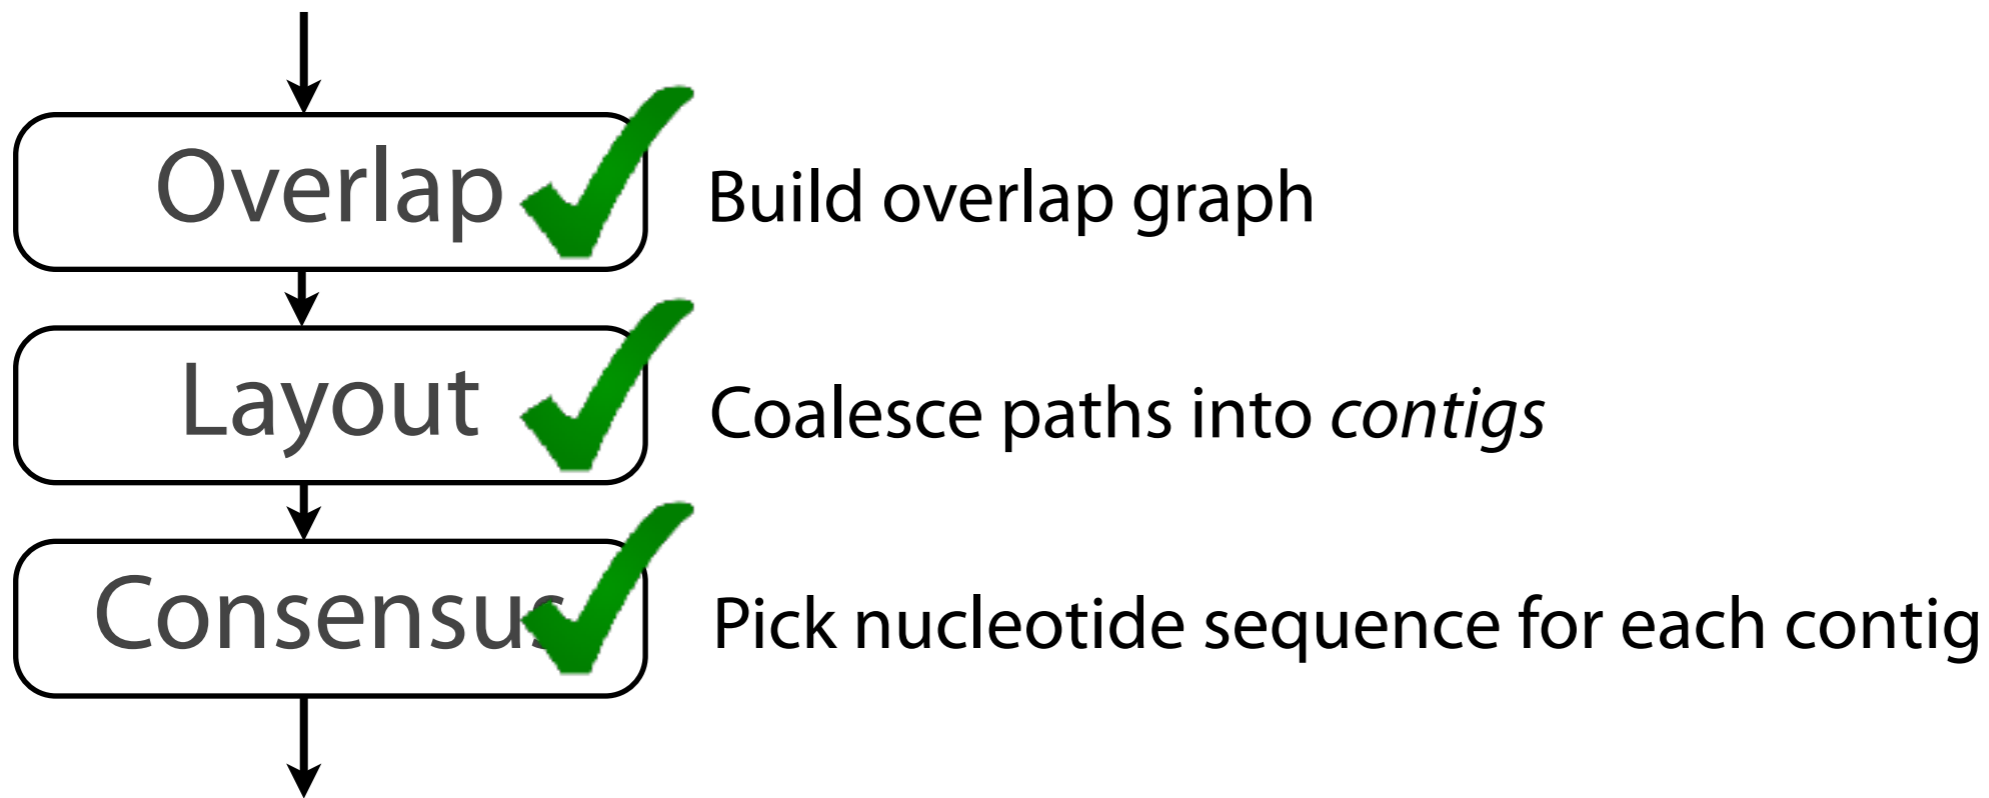 Overlap
Build overlap graph
Layout
Coalesce paths into contigs
Consensus
Pick nucleotide sequence for each contig